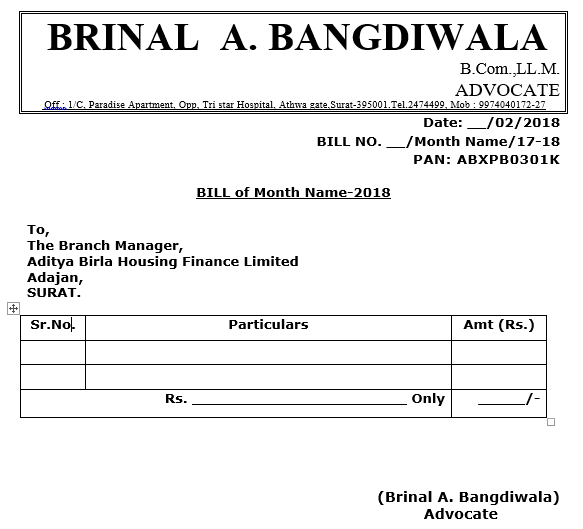 BRINAL A. BANGDIWALA
B.Com.,LL.M.
ADVOCATE
Off.: 1/C, Paradise Apartment, Opp, Tri star Hospital, Athwa gate,Surat-395001.Tel.2474499, Mob : 9974040172-27
Date: __/02/2018
BILL NO. __/Month Name/17-18
PAN: ABXPB0301K
BILL of Month Name-2018
To,
The Branch Manager,
Aditya Birla Housing Finance Limited
Adajan,
SURAT.
Sr.No. Particulars Amt (Rs.)
Rs. ______________________ Only _____/-
(Brinal A. Bangdiwala)
Advocate